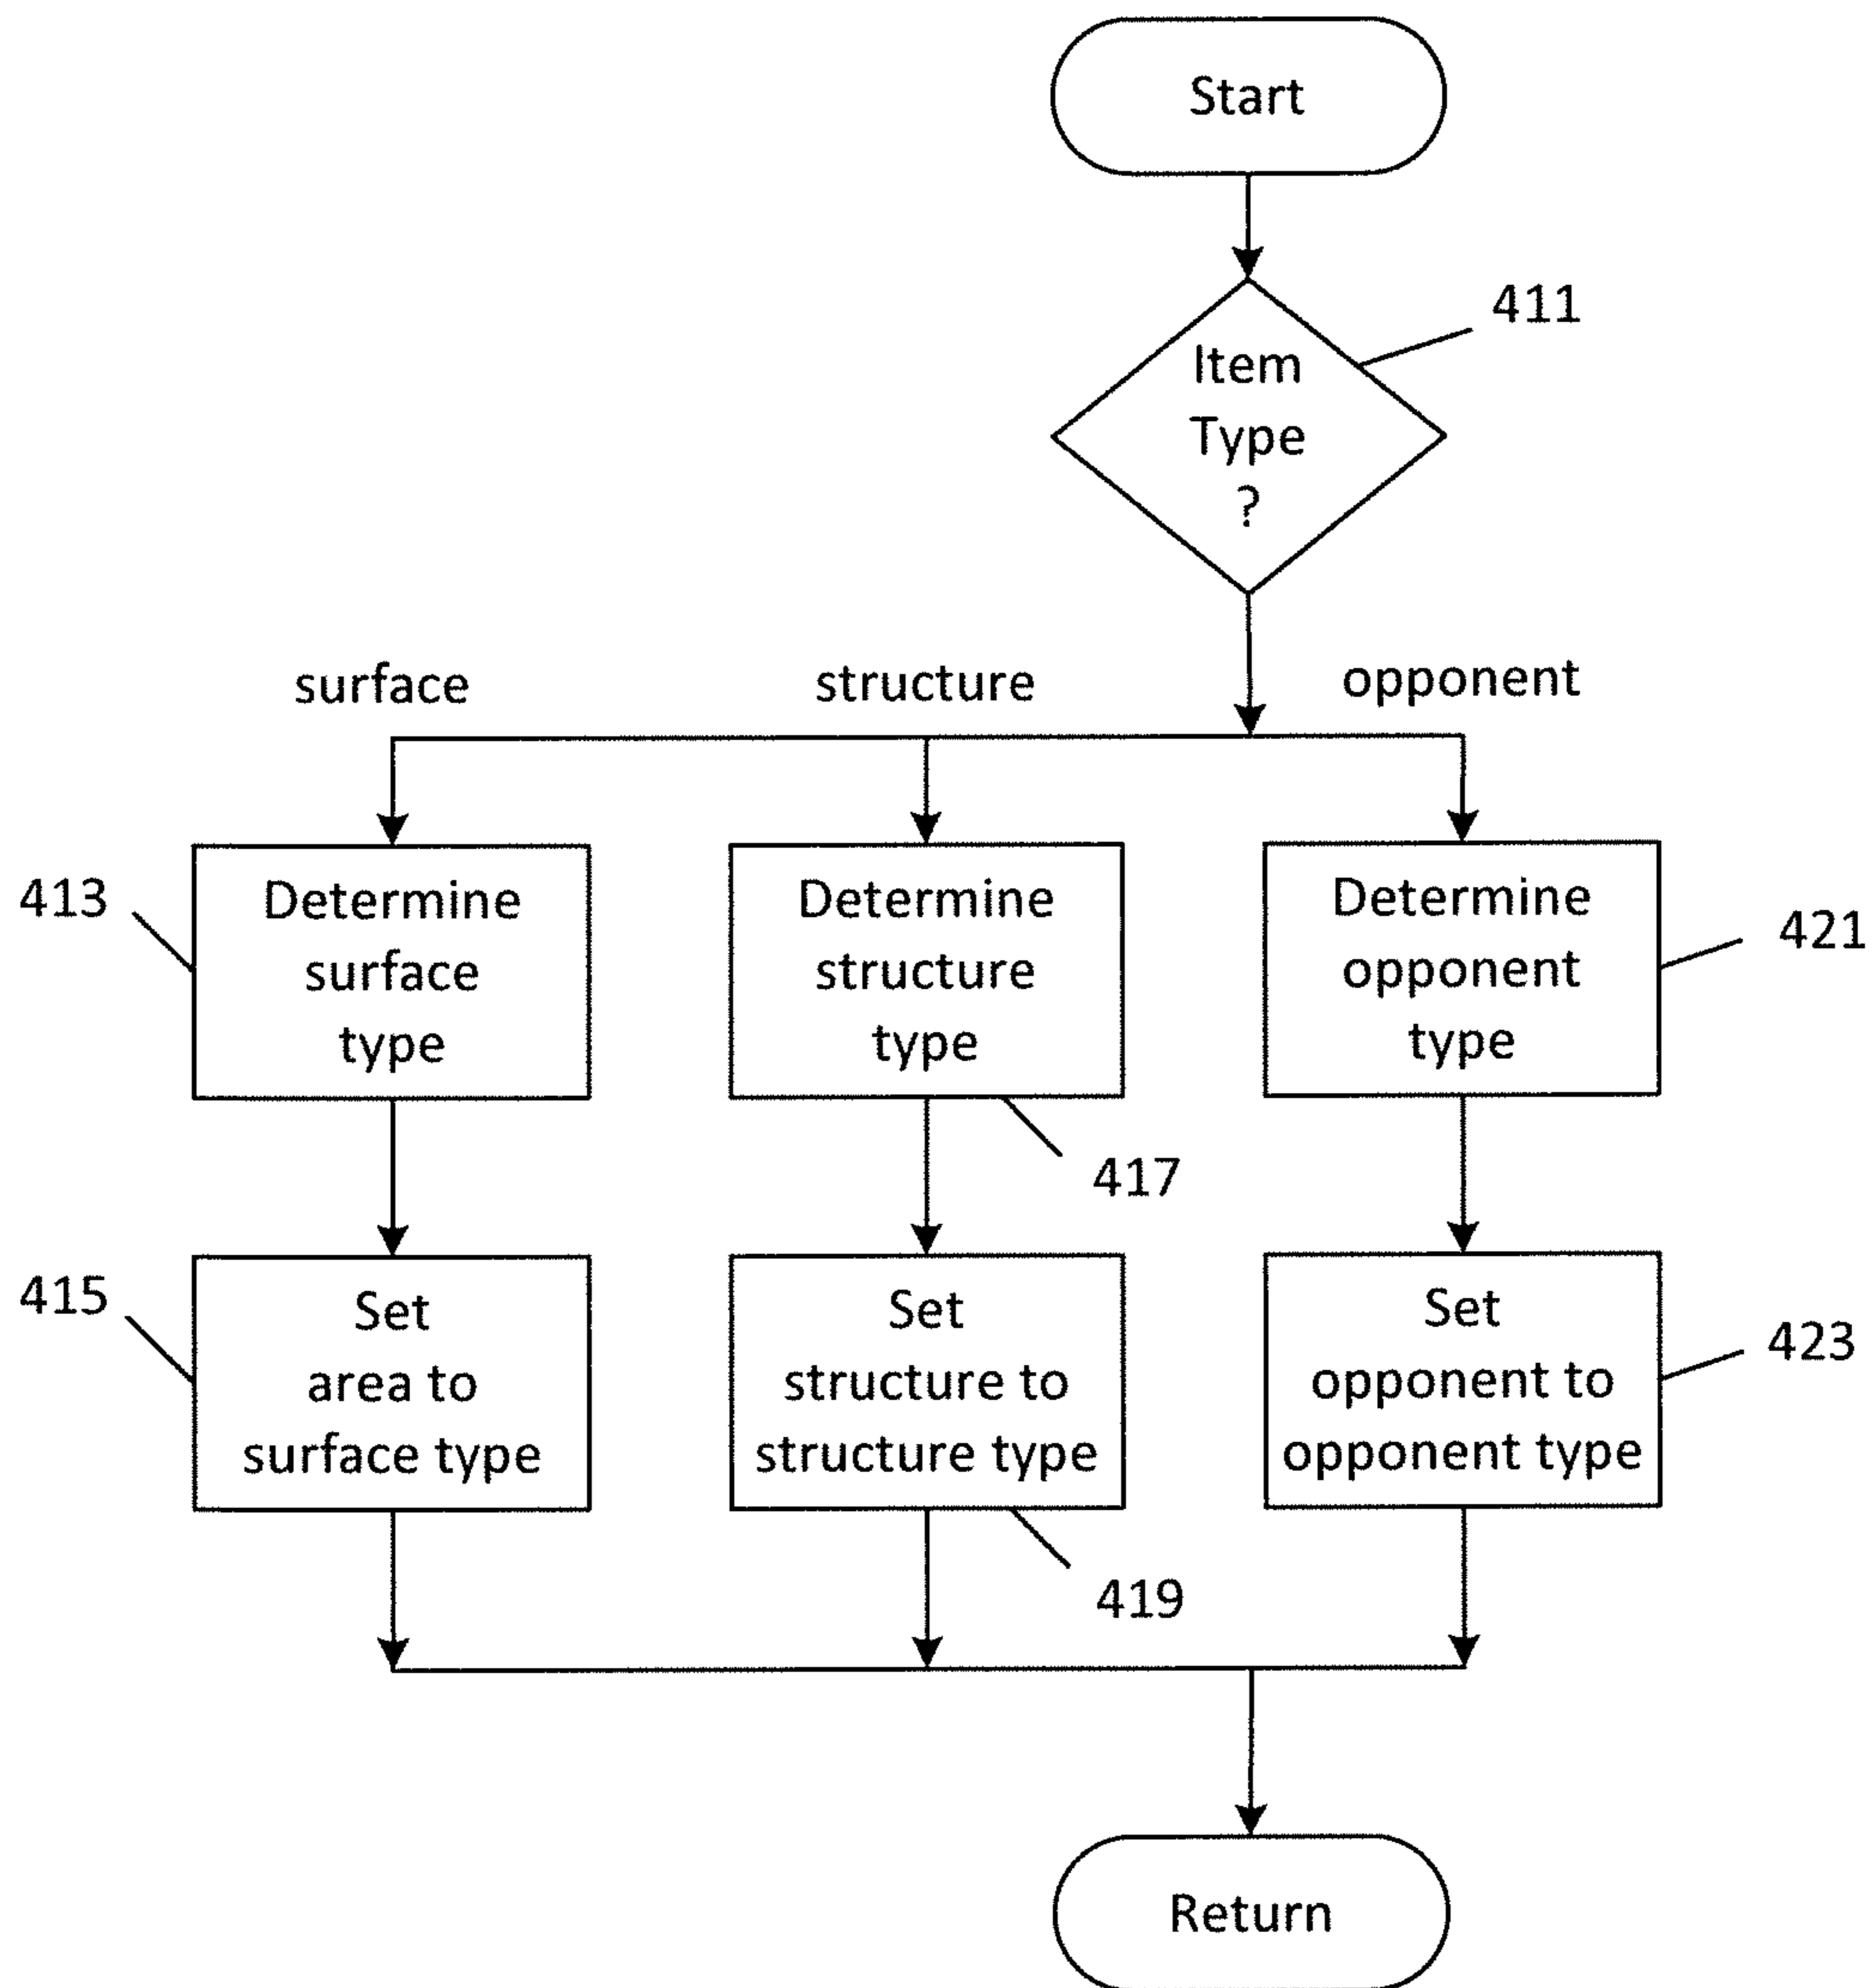 Start
411
Item
Type
?
surface
structure
opponent
413
Determine
surface
type
Determine
structure
type
417
Determine
opponent
type
421
415
Set
area to
surface type
Set
structure to
structure type
419
Set
opponent to
opponent type
423
Return